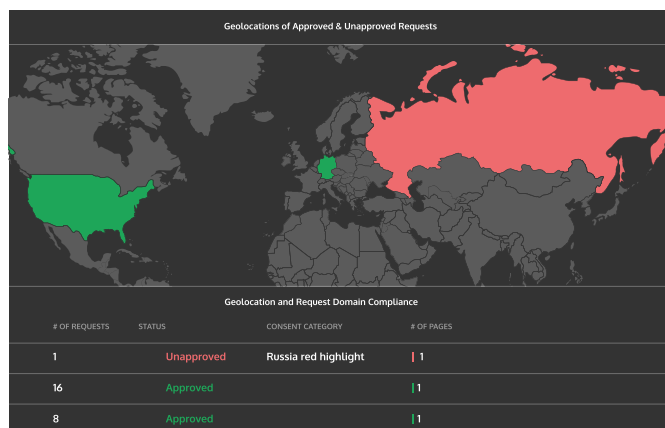 Geolocations of Approved & Unapproved Requests
Geolocation and Request Domain Compliance
# OF REQUESTS STATUS CONSENT CATEGORY # OF PAGES
1 Unapproved Russia red highlight 1
16 Approved 1
8 Approved 1